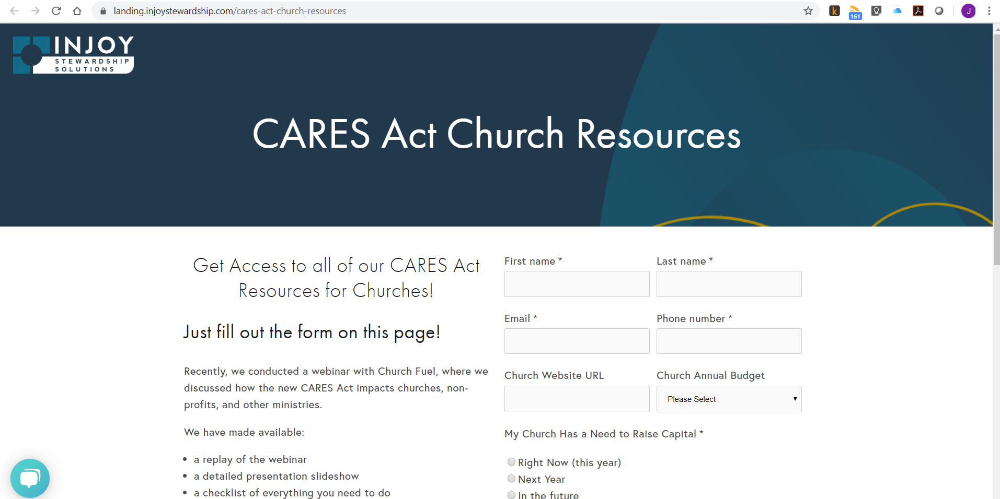 landing.injoystewardship.com/cares-act-church-resources
161
J
INJOY
STEWARDSHIP
SOLUTIONS
CARES Act Church Resources
Get Access to all of our CARES Act
Resources for Churches!
Just fill out the form on this page!
Recently, we conducted a webinar with Church Fuel, where we
discussed how the new CARES Act impacts churches, non-
profits, and other ministries.
We have made available:
• a replay of the webinar
• a detailed presentation slideshow
• a checklist of everything you need to do
First name *
Last name *
Email *
Phone number *
Church Website URL
Church Annual Budget
Please Select
My Church Has a Need to Raise Capital *
Right Now (this year)
Next Year
In the future